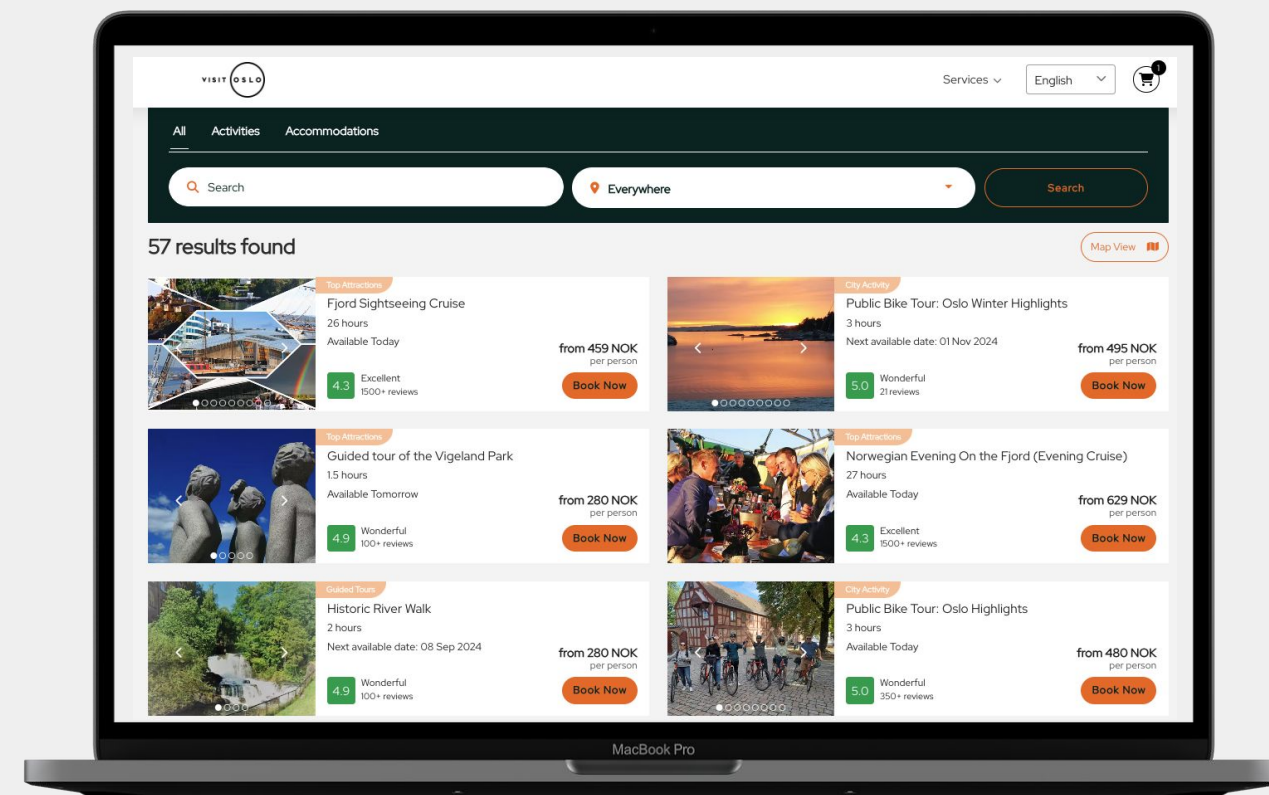 VISIT OSLO
Services
English
1
All Activities Accommodations
Search
Everywhere
Search
57 results found
Map View
Top Attractions
Fjord Sightseeing Cruise
26 hours
Available Today
from 459 NOK
per person
4.3
Excellent
1500+ reviews
Book Now
City Activity
Public Bike Tour: Oslo Winter Highlights
3 hours
Next available date: 01 Nov 2024
from 495 NOK
per person
5.0
Wonderful
21 reviews
Book Now
Top Attractions
Guided tour of the Vigeland Park
1.5 hours
Available Tomorrow
from 280 NOK
per person
4.9
Wonderful
100+ reviews
Book Now
Top Attractions
Norwegian Evening On the Fjord (Evening Cruise)
27 hours
Available Today
from 629 NOK
per person
4.3
Excellent
1500+ reviews
Book Now
Guided Tours
Historic River Walk
2 hours
Next available date: 08 Sep 2024
from 280 NOK
per person
4.9
Wonderful
100+ reviews
Book Now
City Activity
Public Bike Tour: Oslo Highlights
3 hours
Available Today
from 480 NOK
per person
5.0
Wonderful
350+ reviews
Book Now
MacBook Pro